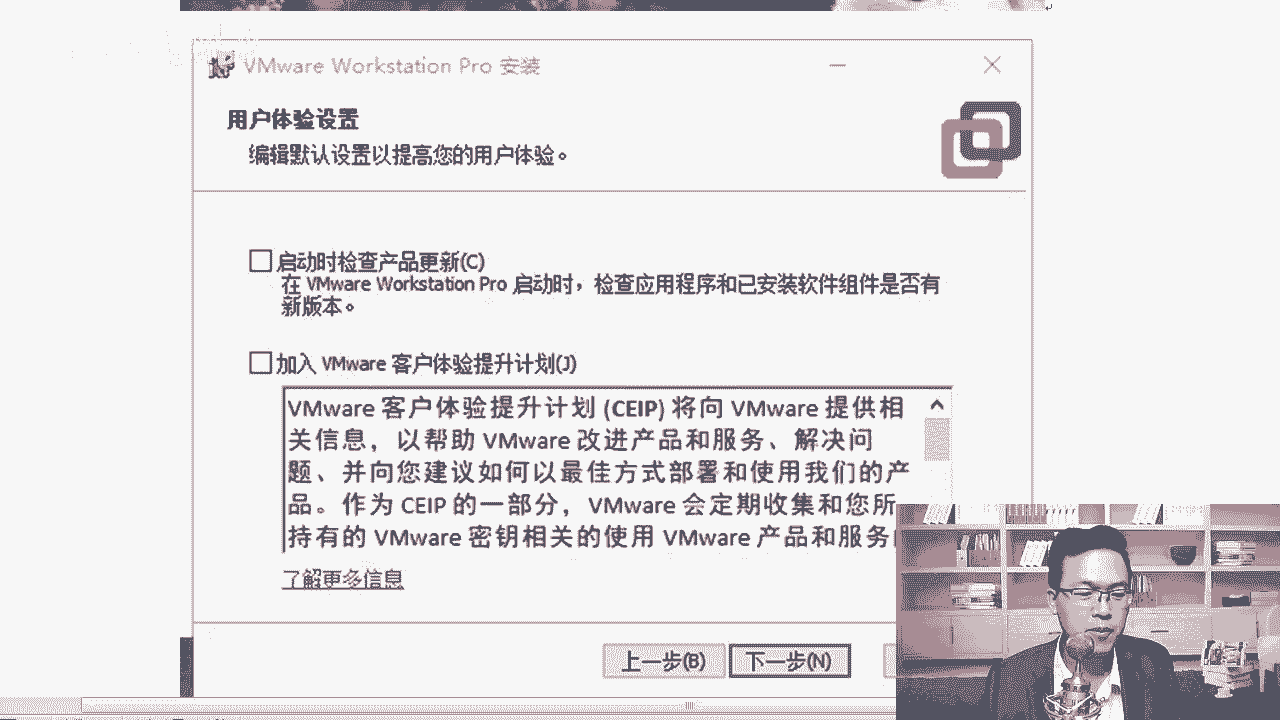 VMware Workstation Pro 安装
用户体验设置
编辑默认设置以提高您的用户体验。
启动时检查产品更新(C)
在 VMware Workstation Pro 启动时，检查应用程序和已安装软件组件是否有
新版本。
加入 VMware 客户体验提升计划(J)
VMware 客户体验提升计划 (CEIP) 将向 VMware 提供相
关信息，以帮助 VMware 改进产品和服务、解决问
题、并向您建议如何以最佳方式部署和使用我们的产
品。作为 CEIP 的一部分，VMware 会定期收集和您所
持有的 VMware 密钥相关的使用 VMware 产品和服务
了解更多信息
上一步(B)
下一步(N)